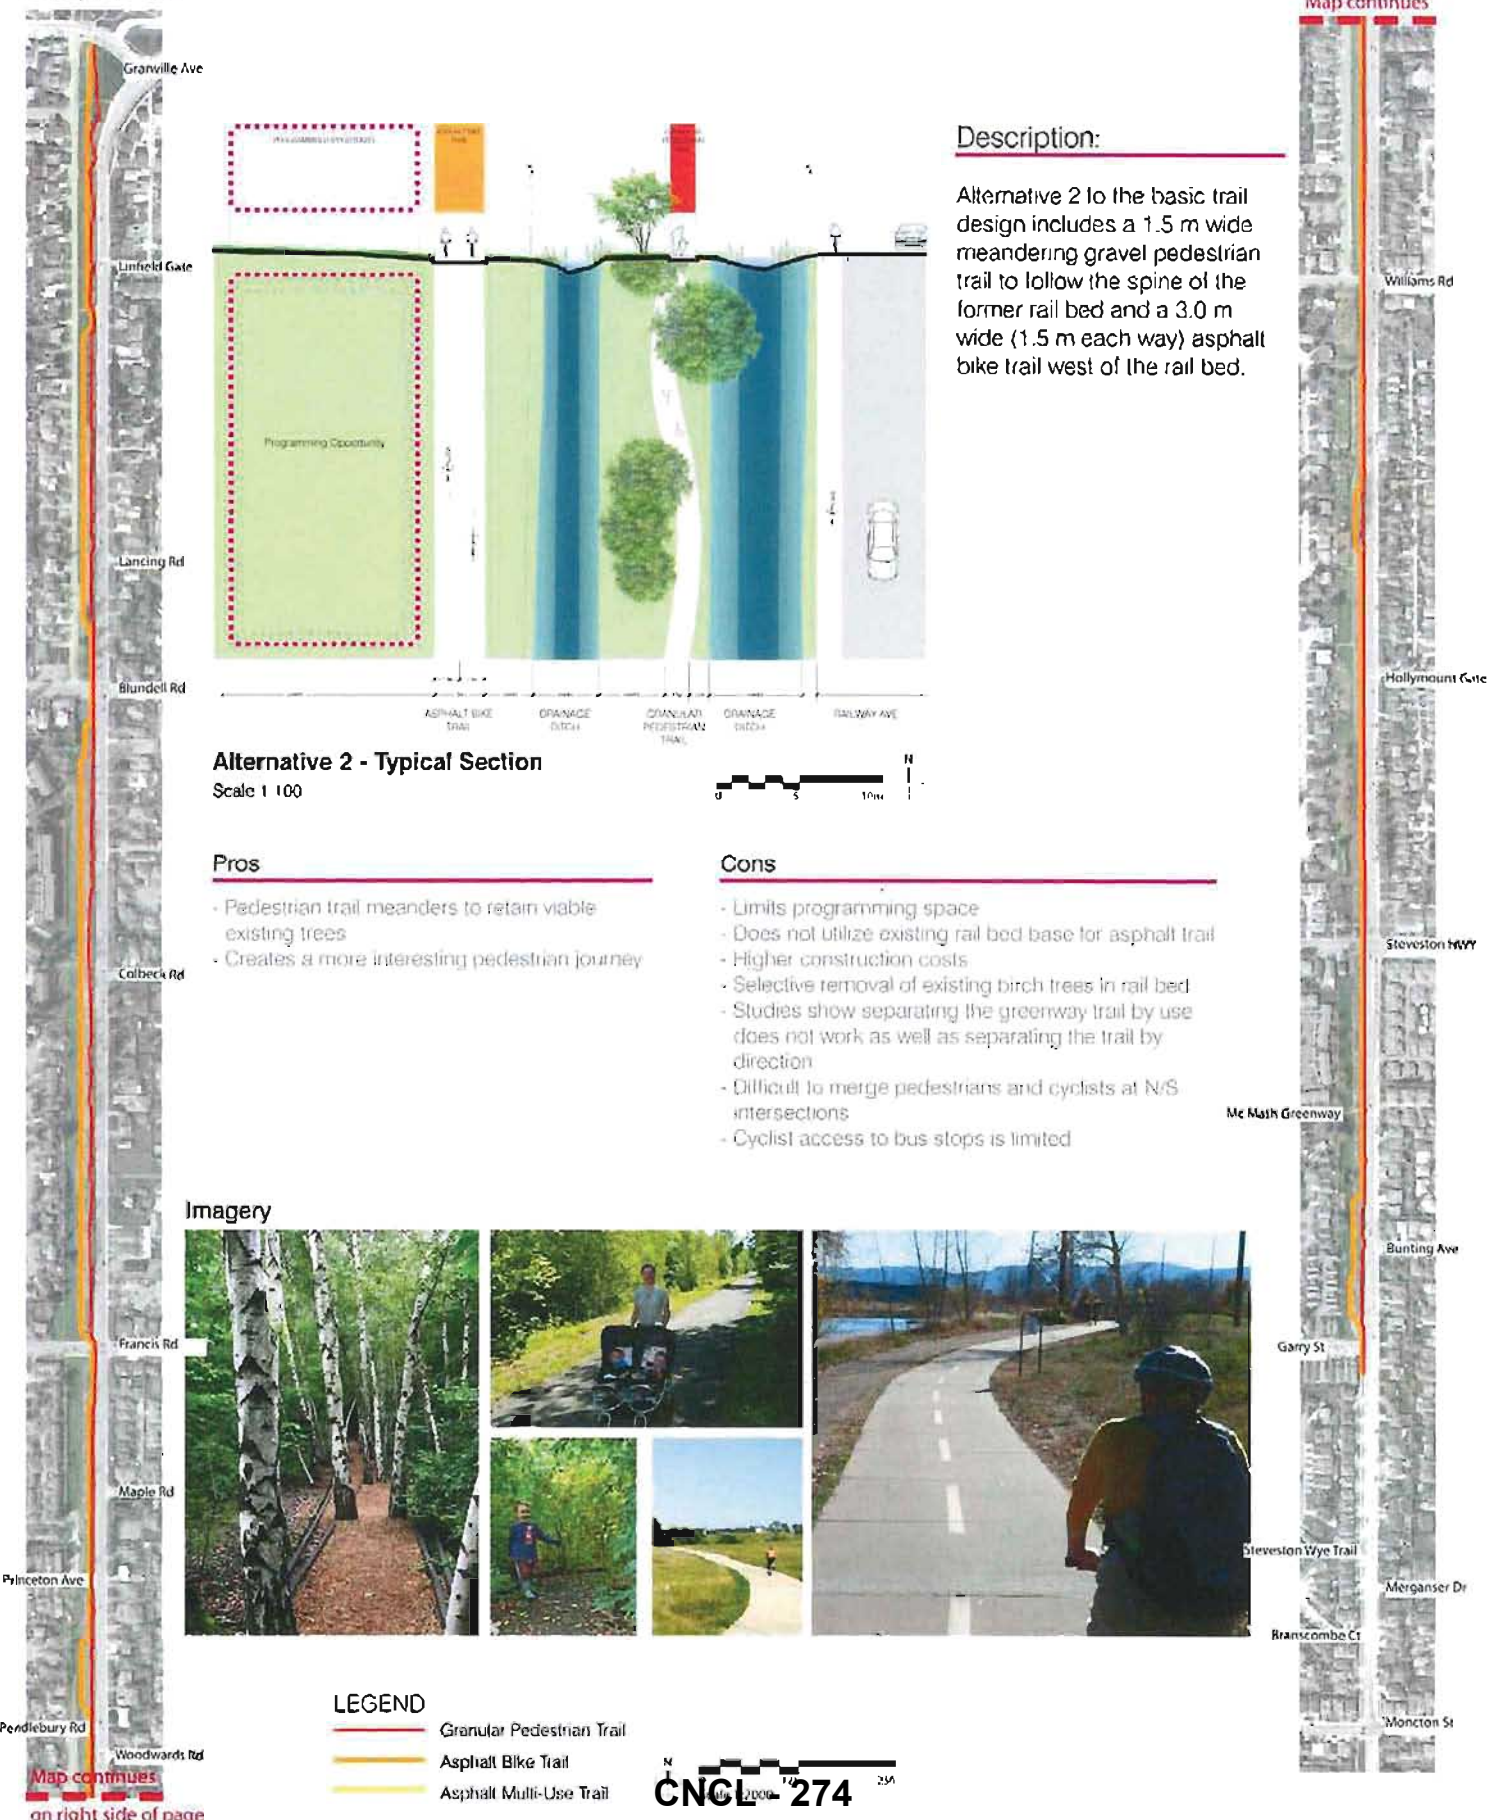 Map continues
Granville Ave
Linfield Gate
Lancing Rd
Blundell Rd
Colbeck Rd
Francis Rd
Maple Rd
Princeton Ave
Pendlebury Rd
Woodwards Rd
Map continues
on right side of page
Programming Opportunity
ASPHALT BIKE
TRAIL
DRAINAGE
DITCH
GRANULAR
PEDESTRIAN
TRAIL
DRAINAGE
DITCH
RAILWAY AVE
Alternative 2 - Typical Section
Scale 1 100
0 5 10m
N
Description:
Alternative 2 to the basic trail
design includes a 1.5 m wide
meandering gravel pedestrian
trail to follow the spine of the
former rail bed and a 3.0 m
wide (1.5 m each way) asphalt
bike trail west of the rail bed.
Pros
- Pedestrian trail meanders to retain viable
existing trees
- Creates a more interesting pedestrian journey
Cons
- Limits programming space
- Does not utilize existing rail bed base for asphalt trail
- Higher construction costs
- Selective removal of existing birch trees in rail bed
- Studies show separating the greenway trail by use
does not work as well as separating the trail by
direction
- Difficult to merge pedestrians and cyclists at N/S
intersections
- Cyclist access to bus stops is limited
Imagery
LEGEND
Granular Pedestrian Trail
Asphalt Bike Trail
Asphalt Multi-Use Trail
N
CNCL - 274
Williams Rd
Hollymount Gate
Steveston HWY
Mc Math Greenway
Bunting Ave
Garry St
Steveston Wye Trail
Merganser Dr
Branscombe Ct
Moncton St